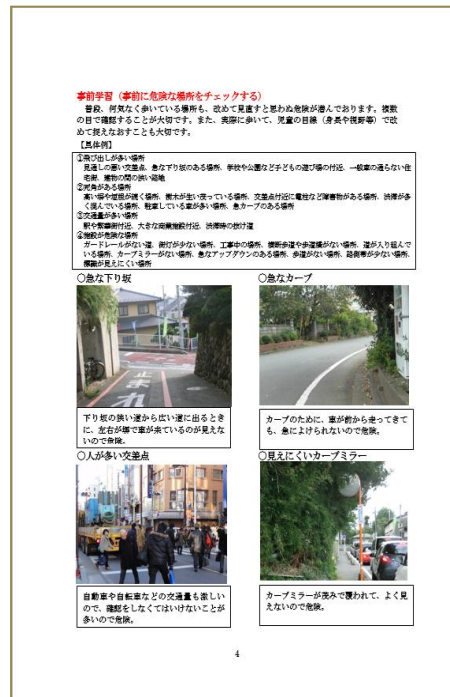 事前学習(事前に危険な場所をチェックする)
普段、何気なく歩いている場所も、改めて見直すと思わぬ危険が潜んでおります。複数
の目で確認することが大切です。また、実際に歩いて、児童の目線(身長や視野等)で改
めて捉えなおすことも大切です。
【具体例】
①飛び出しが多い場所
見通しの悪い交差点、急な下り坂のある場所、学校や公園など子どもの遊び場の付近、一般車の通らない住
宅街、建物の間の狭い路地
②死角がある場所
高い塀や垣根が続く場所、樹木が生い茂っている場所、交差点付近に電柱など障害物がある場所、渋滞が多
く混んでいる場所、駐車している車が多い場所、急カーブのある場所
③交通量が多い場所
駅や繁華街付近、大きな商業施設付近、渋滞時の抜け道
④施設が危険な場所
ガードレールがない道、街灯が少ない場所、工事中の場所、横断歩道や歩道橋がない場所、道が入り組んで
いる場所、カーブミラーがない場所、急なアップダウンのある場所、歩道がない場所、路側帯が少ない場所、
標識が見えにくい場所
○急な下り坂
○急なカーブ
下り坂の狭い道から広い道に出るとき
に、左右が塀で車が来ているのが見えな
いので危険。
カーブのために、車が前から走ってきて
も、急によけられないので危険。
○人が多い交差点
○見えにくいカーブミラー
自動車や自転車などの交通量も激しい
ので、確認をしなくてはいけないことが
多いので危険。
カーブミラーが茂みで覆われて、よく見
えないので危険。
4